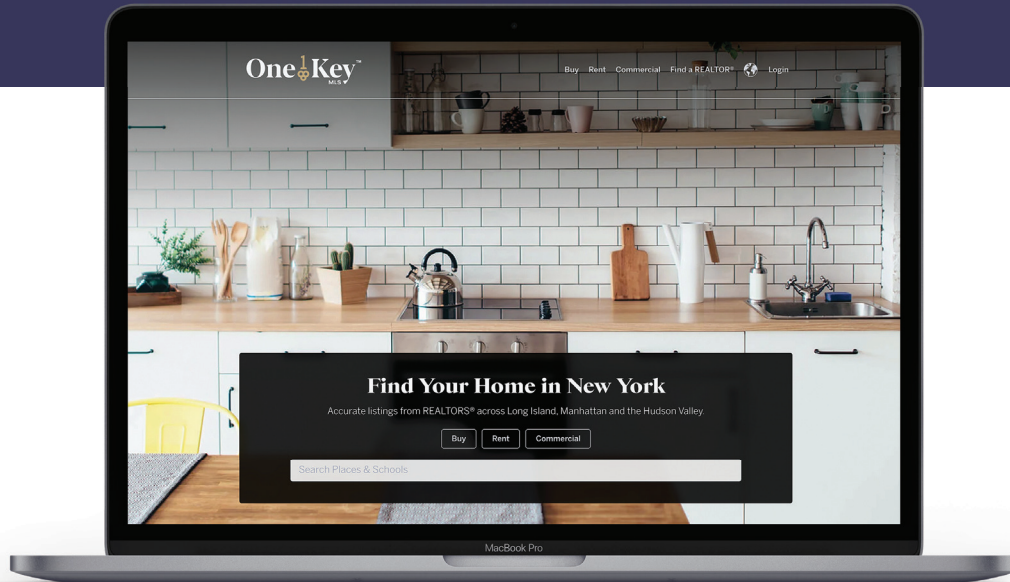 One Key™
MLS
Buy Rent Commercial Find a REALTOR® Login
Find Your Home in New York
Accurate listings from REALTORS® across Long Island, Manhattan and the Hudson Valley.
Buy Rent Commercial
Search Places & Schools
MacBook Pro